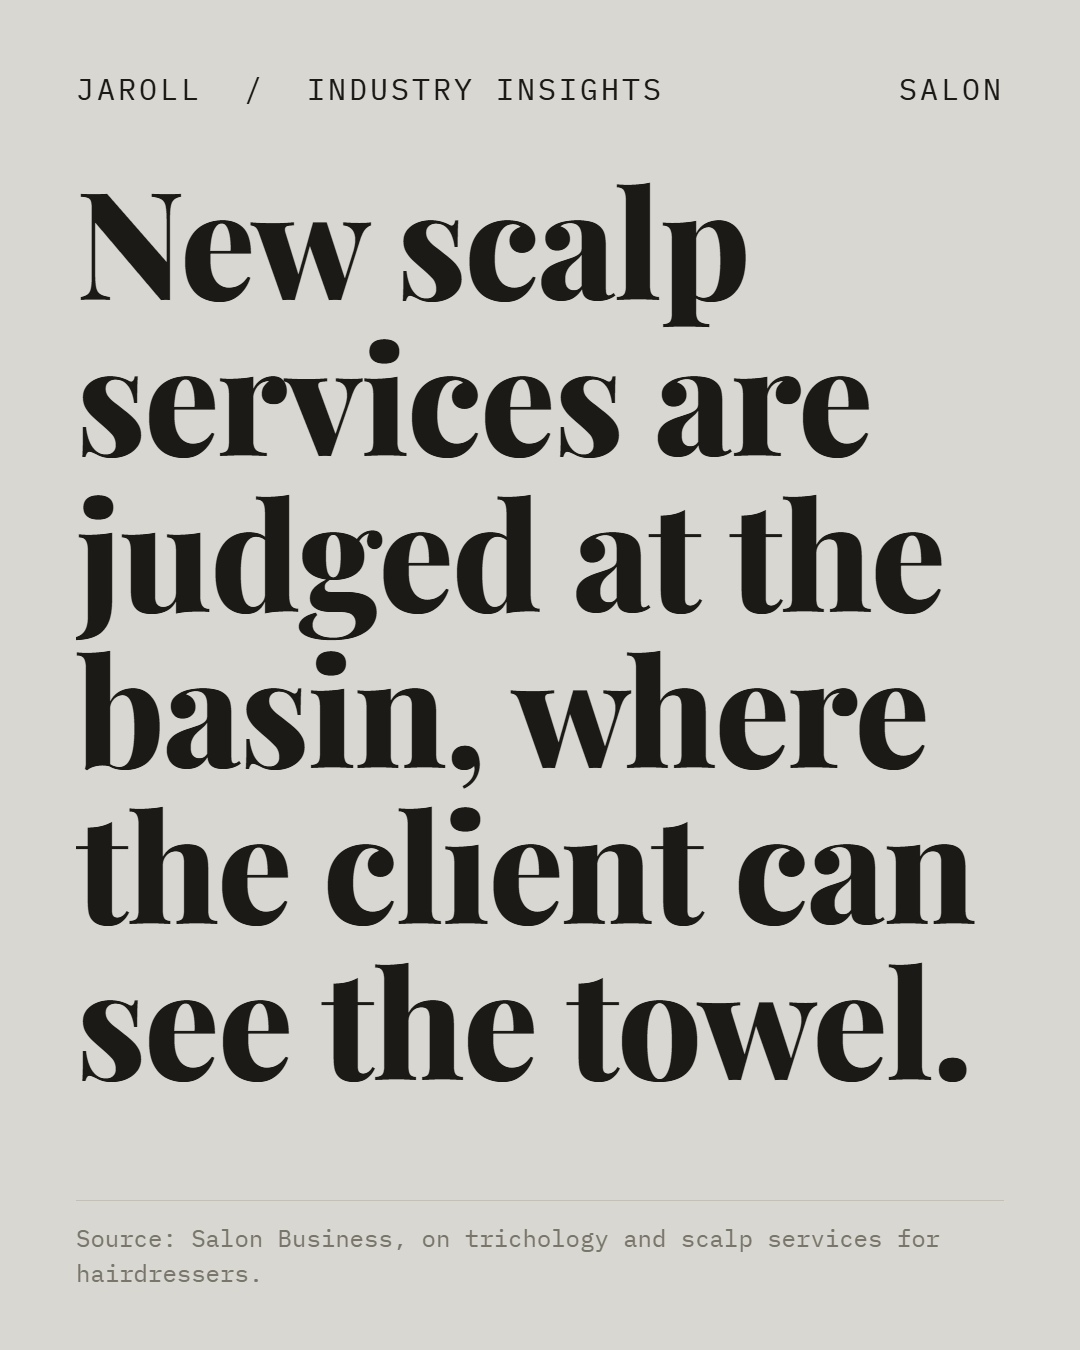 JAROLL / INDUSTRY INSIGHTS SALON
New scalp
services are
judged at the
basin, where
the client can
see the towel.
Source: Salon Business, on trichology and scalp services for
hairdressers.